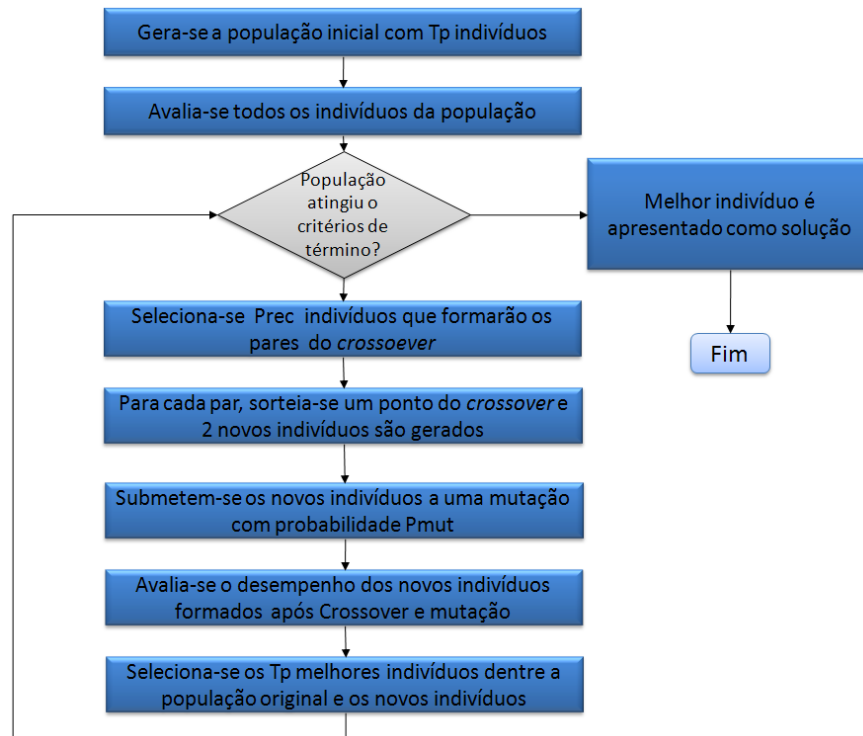 Gera-se a população inicial com Tp indivíduos
Avalia-se todos os indivíduos da população
População
atingiu o
critérios de
término?
Melhor indivíduo é
apresentado como solução
Fim
Seleciona-se Prec indivíduos que formarão os
pares do crossoever
Para cada par, sorteia-se um ponto do crossover e
2 novos indivíduos são gerados
Submetem-se os novos indivíduos a uma mutação
com probabilidade Pmut
Avalia-se o desempenho dos novos indivíduos
formados após Crossover e mutação
Seleciona-se os Tp melhores indivíduos dentre a
população original e os novos indivíduos